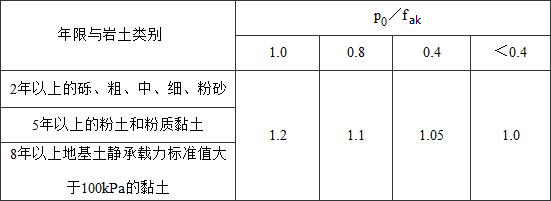 年限与岩土类别
p0/fak
1.0 0.8 0.4 <0.4
2年以上的砾、粗、中、细、粉砂
5年以上的粉土和粉质黏土
1.2 1.1 1.05 1.0
8年以上地基土静承载力标准值大
于100kPa的黏土